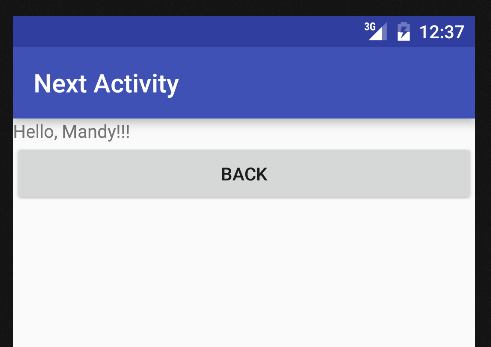 3G 12:37
Next Activity
Hello, Mandy!!!
BACK